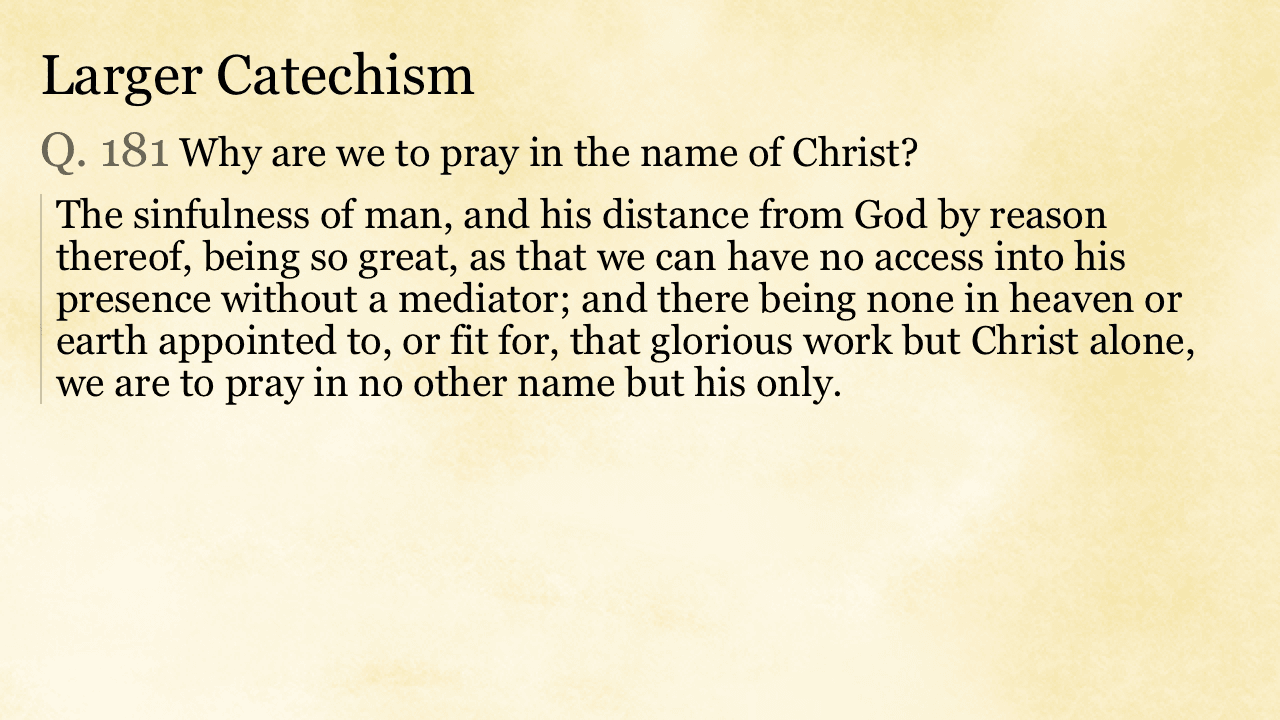 Larger Catechism
Q. 181 Why are we to pray in the name of Christ?
The sinfulness of man, and his distance from God by reason
thereof, being so great, as that we can have no access into his
presence without a mediator; and there being none in heaven or
earth appointed to, or fit for, that glorious work but Christ alone,
we are to pray in no other name but his only.